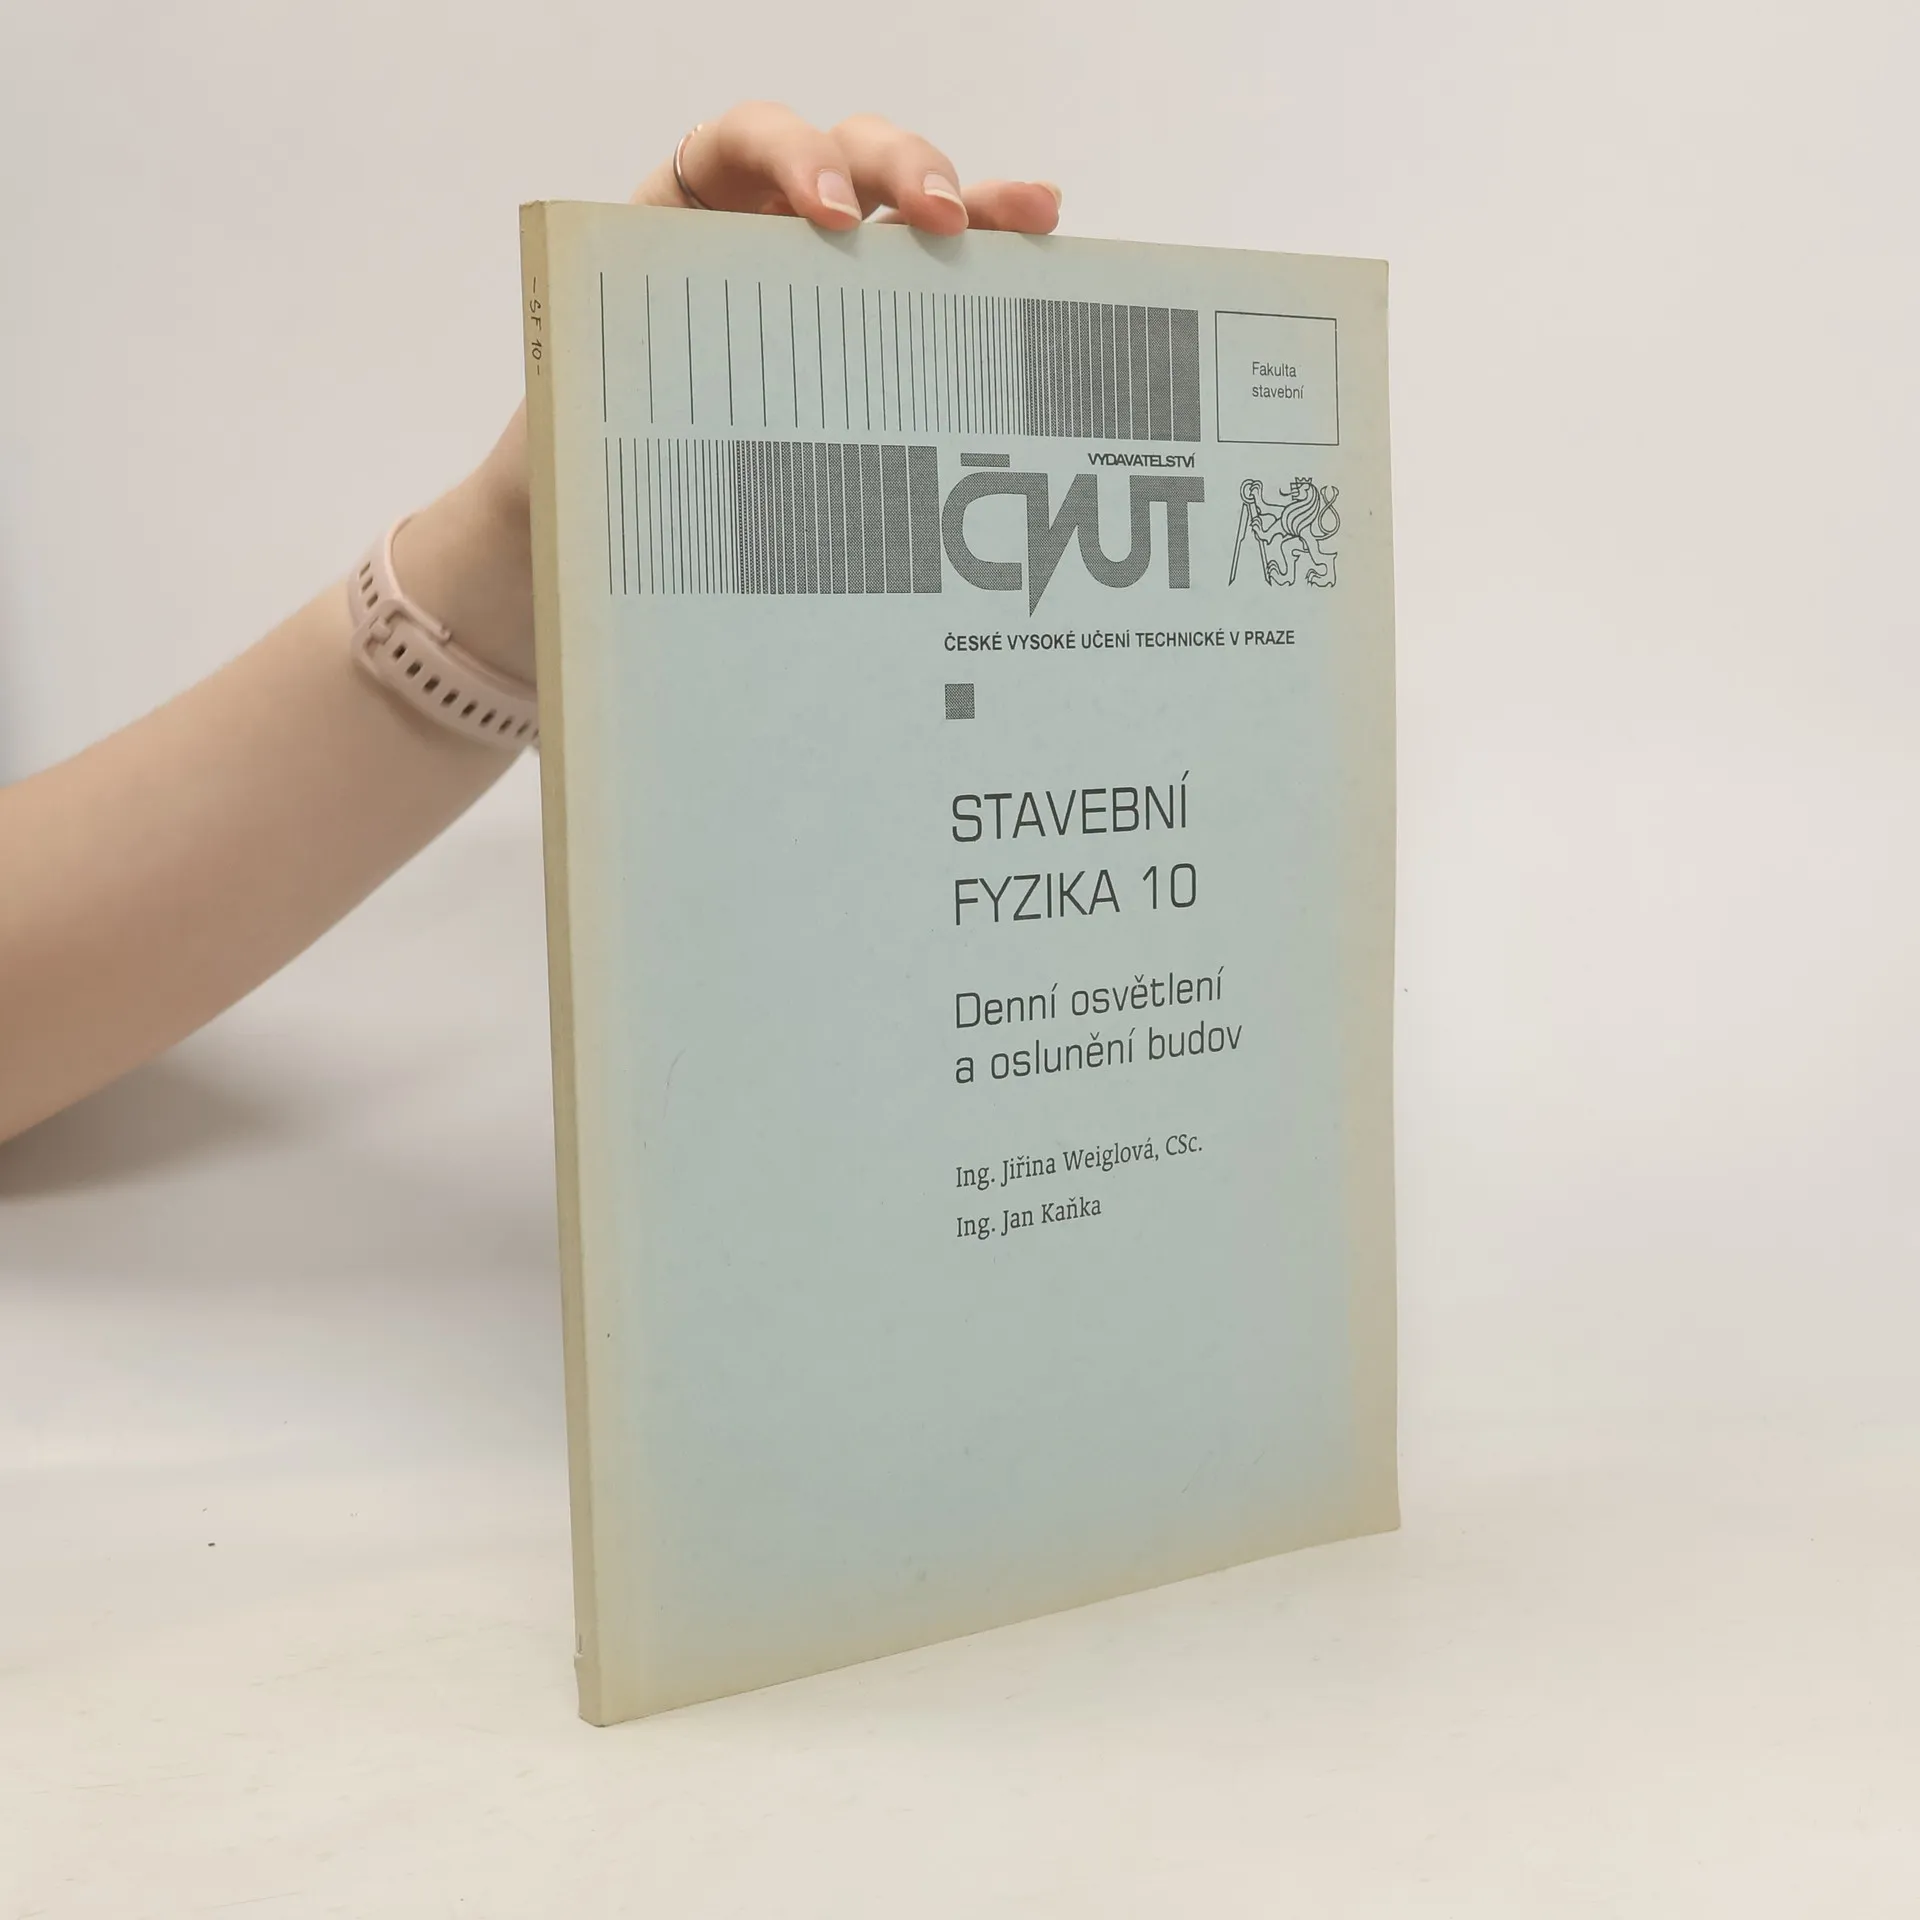 - SF 10 -
Fakulta
stavební
VYDAVATELSTVÍ
ČVUT
ČESKÉ VYSOKÉ UČENÍ TECHNICKÉ V PRAZE
STAVEBNÍ
FYZIKA 10
Denní osvětlení
a oslunění budov
Ing. Jiřina Weiglová, CSc.
Ing. Jan Kaňka